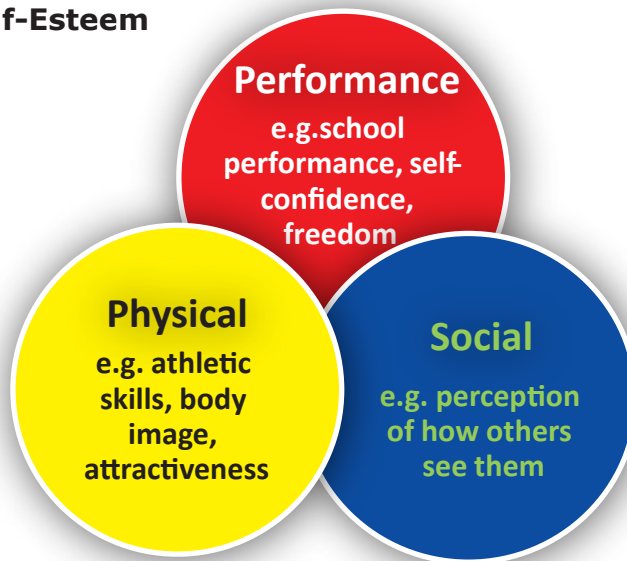 f-Esteem
Performance
e.g.school
performance, self-
confidence,
freedom
Physical
e.g. athletic
skills, body
image,
attractiveness
Social
e.g. perception
of how others
see them